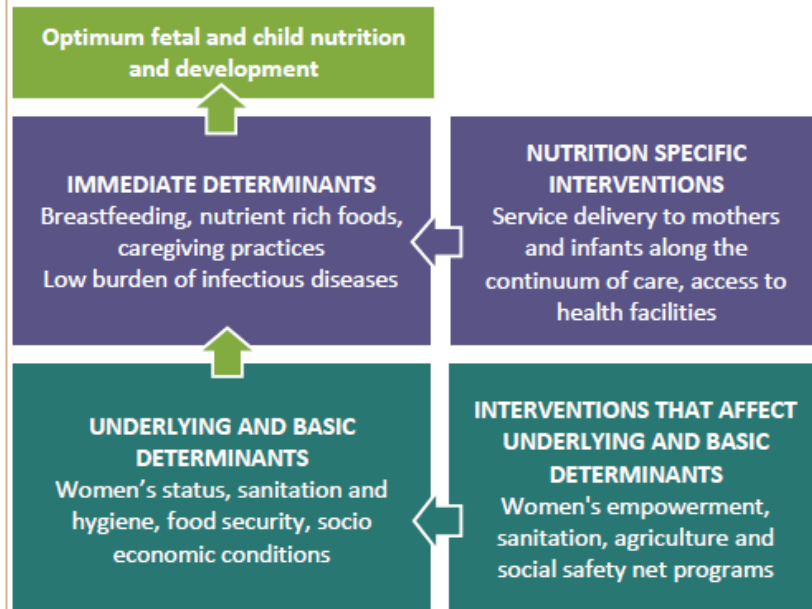 Optimum fetal and child nutrition
and development
IMMEDIATE DETERMINANTS
Breastfeeding, nutrient rich foods,
caregiving practices
Low burden of infectious diseases
NUTRITION SPECIFIC
INTERVENTIONS
Service delivery to mothers
and infants along the
continuum of care, access to
health facilities
UNDERLYING AND BASIC
DETERMINANTS
Women’s status, sanitation and
hygiene, food security, socio
economic conditions
INTERVENTIONS THAT AFFECT
UNDERLYING AND BASIC
DETERMINANTS
Women's empowerment,
sanitation, agriculture and
social safety net programs